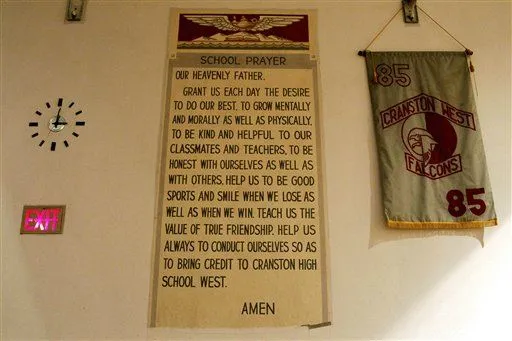 SCHOOL PRAYER
OUR HEAVENLY FATHER.
GRANT US EACH DAY THE DESIRE
TO DO OUR BEST, TO GROW MENTALLY
AND MORALLY AS WELL AS PHYSICALLY,
TO BE KIND AND HELPFUL TO OUR
CLASSMATES AND TEACHERS, TO BE
HONEST WITH OURSELVES AS WELL AS
WITH OTHERS. HELP US TO BE GOOD
SPORTS AND SMILE WHEN WE LOSE AS
WELL AS WHEN WE WIN. TEACH US THE
VALUE OF TRUE FRIENDSHIP. HELP US
ALWAYS TO CONDUCT OURSELVES SO AS
TO BRING CREDIT TO CRANSTON HIGH
SCHOOL WEST.
AMEN
EXIT
85
CRANSTON WEST
FALCONS
85